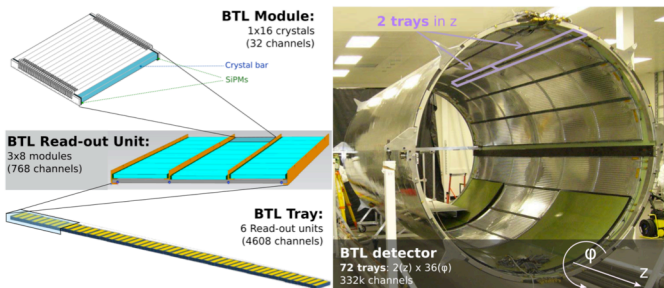 BTL Module:
1x16 crystals
(32 channels)
Crystal bar
SiPMs
BTL Read-out Unit:
3x8 modules
(768 channels)
BTL Tray:
6 Read-out units
(4608 channels)
2 trays in z
BTL detector
72 trays: 2(z) x 36(φ)
332k channels
φ
z